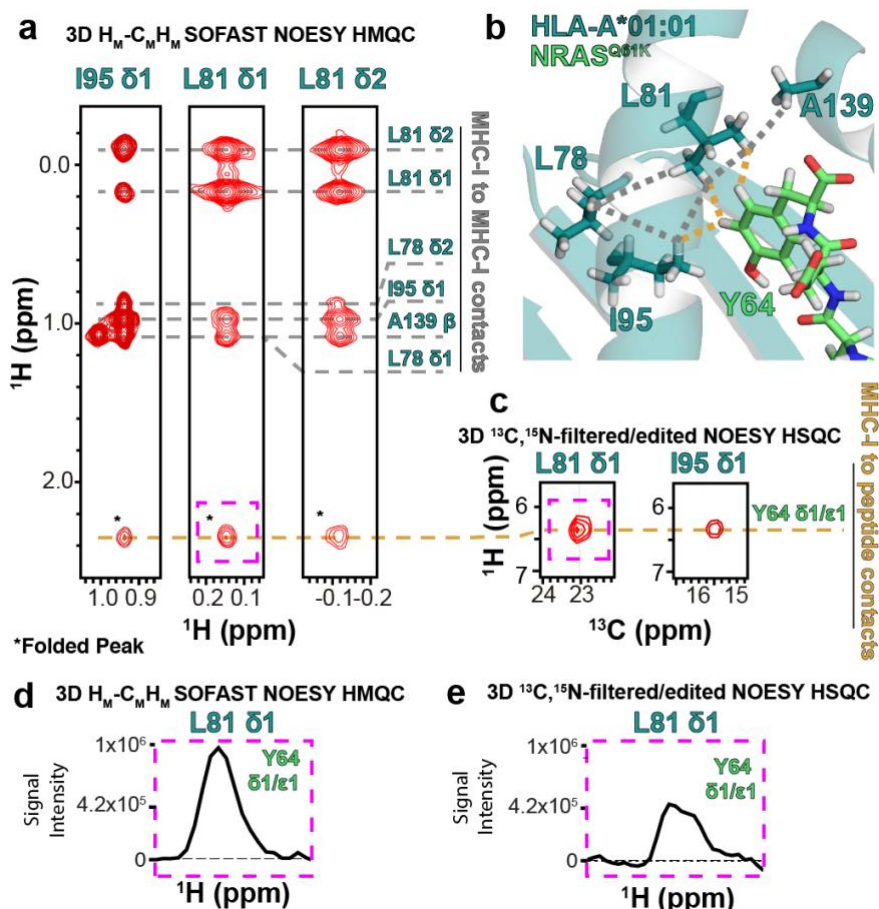 a
3D HM-CMHM SOFAST NOESY HMQC
I95 δ1 L81 δ1 L81 δ2
0.0
1.0
2.0
¹H (ppm)
L81 δ2
L81 δ1
L78 δ2
I95 δ1
A139 β
L78 δ1
MHC-I to MHC-I contacts
* * *
1.0 0.9 0.2 0.1 -0.1 -0.2
¹H (ppm)
*Folded Peak
b
HLA-A*01:01
NRASQ61K
L81
A139
L78
I95
Y64
c
3D ¹³C,¹⁵N-filtered/edited NOESY HSQC
L81 δ1 I95 δ1
6
7
6
7
¹H (ppm)
Y64 δ1/ε1
24 23 16 15
¹³C (ppm)
MHC-I to peptide contacts
d
3D HM-CMHM SOFAST NOESY HMQC
L81 δ1
1x10⁶
4.2x10⁵
0
Signal
Intensity
Y64
δ1/ε1
¹H (ppm)
e
3D ¹³C,¹⁵N-filtered/edited NOESY HSQC
L81 δ1
1x10⁶
4.2x10⁵
0
Signal
Intensity
Y64
δ1/ε1
¹H (ppm)